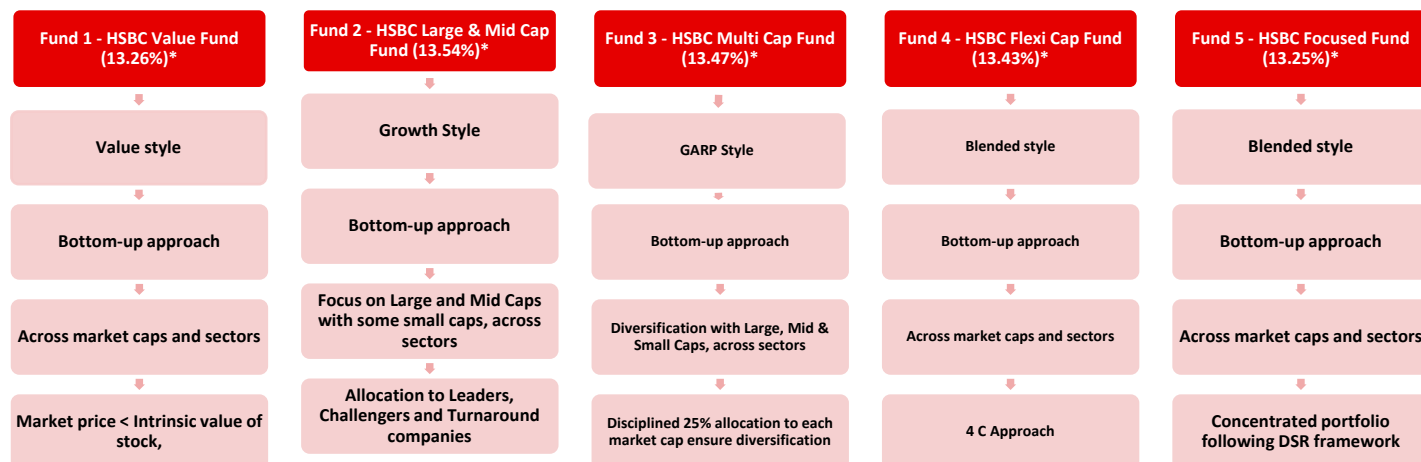 Fund 1 - HSBC Value Fund
(13.26%)*
Value style
Bottom-up approach
Across market caps and sectors
Market price < Intrinsic value of
stock,
Fund 2 - HSBC Large & Mid Cap
Fund (13.54%)*
Growth Style
Bottom-up approach
Focus on Large and Mid Caps
with some small caps, across
sectors
Allocation to Leaders,
Challengers and Turnaround
companies
Fund 3 - HSBC Multi Cap Fund
(13.47%)*
GARP Style
Bottom-up approach
Diversification with Large, Mid &
Small Caps, across sectors
Disciplined 25% allocation to each
market cap ensure diversification
Fund 4 - HSBC Flexi Cap Fund
(13.43%)*
Blended style
Bottom-up approach
Across market caps and sectors
4 C Approach
Fund 5 - HSBC Focused Fund
(13.25%)*
Blended style
Bottom-up approach
Across market caps and sectors
Concentrated portfolio
following DSR framework